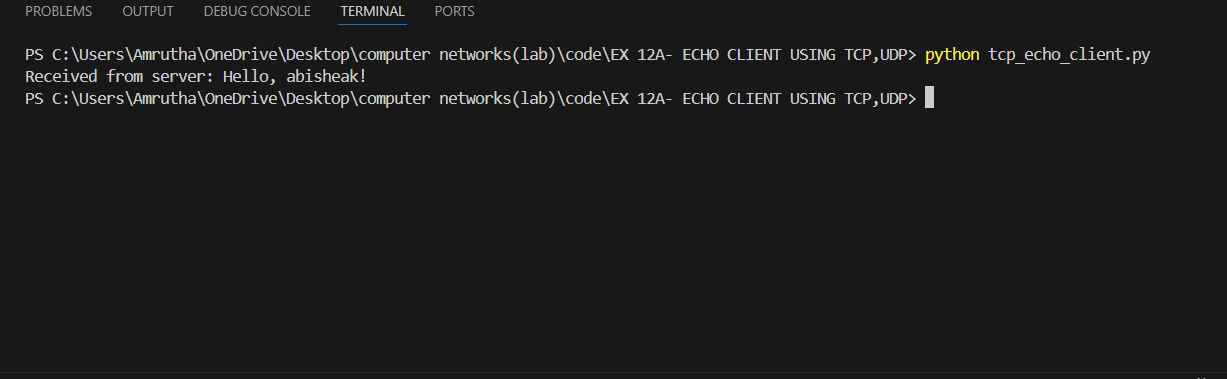 PROBLEMS OUTPUT DEBUG CONSOLE TERMINAL PORTS
PS C:\Users\Amrutha\OneDrive\Desktop\computer networks(lab)\code\EX 12A- ECHO CLIENT USING TCP,UDP> python tcp_echo_client.py
Received from server: Hello, abisheak!
PS C:\Users\Amrutha\OneDrive\Desktop\computer networks(lab)\code\EX 12A- ECHO CLIENT USING TCP,UDP>